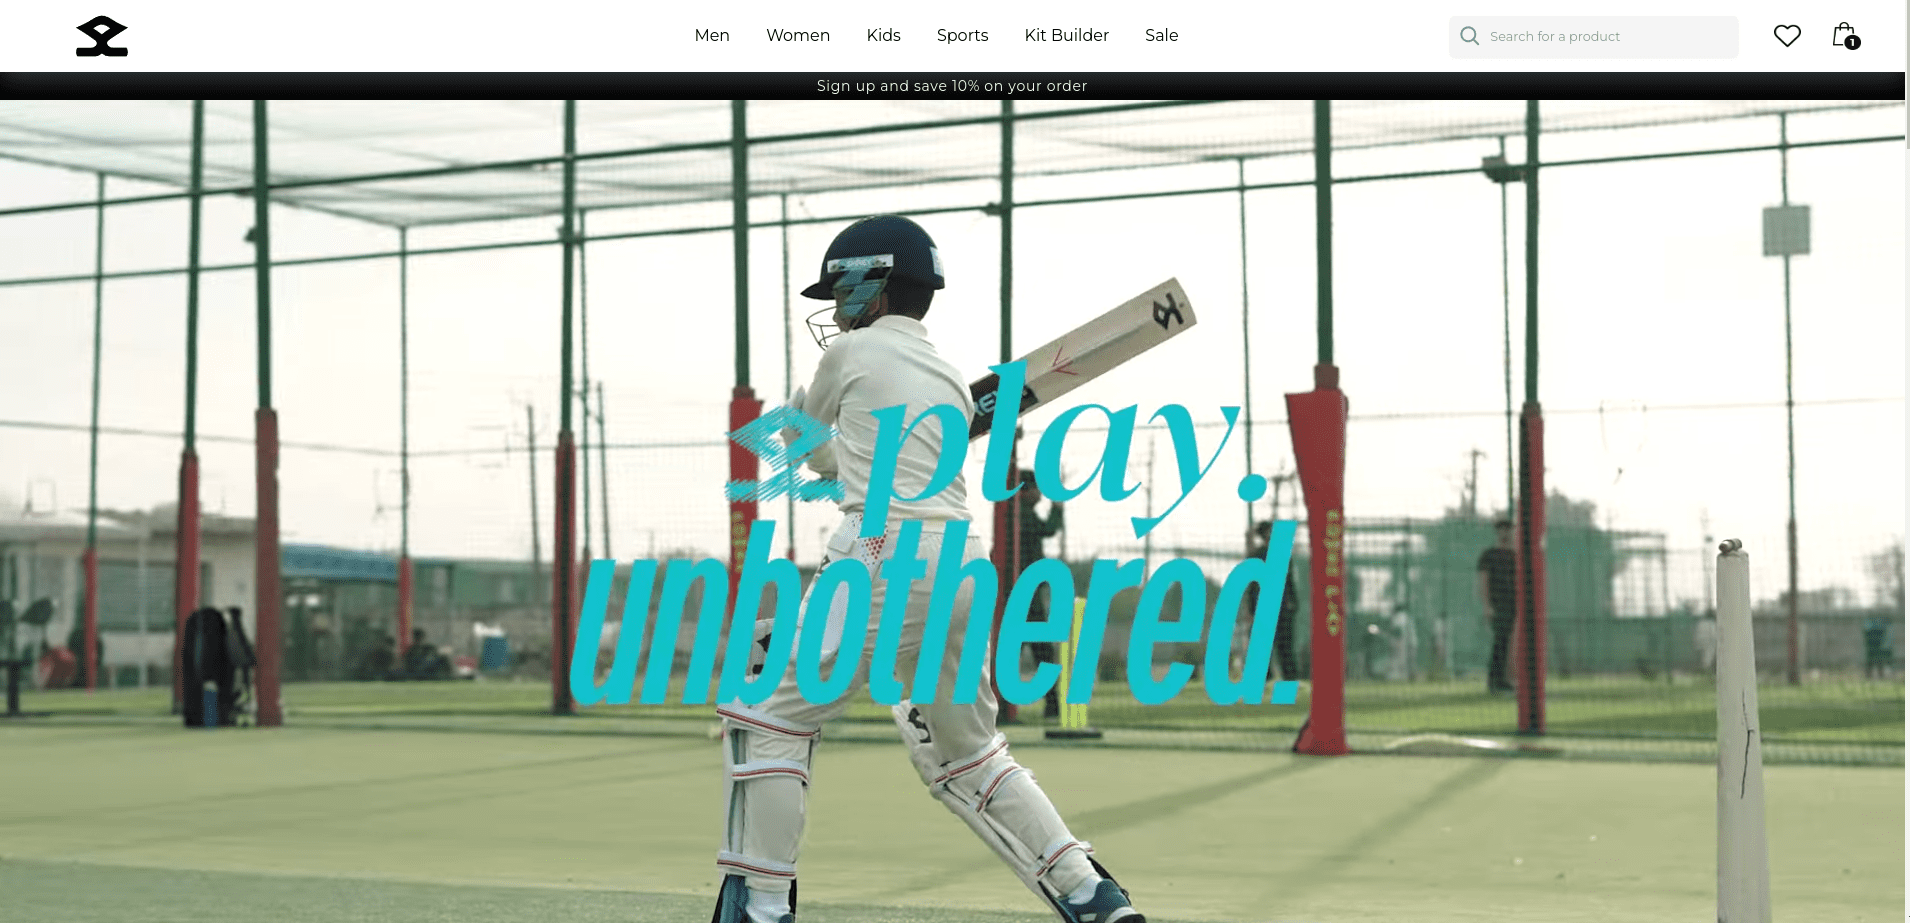 Men Women Kids Sports Kit Builder Sale
Search for a product
1
Sign up and save 10% on your order
play.
unbothered.